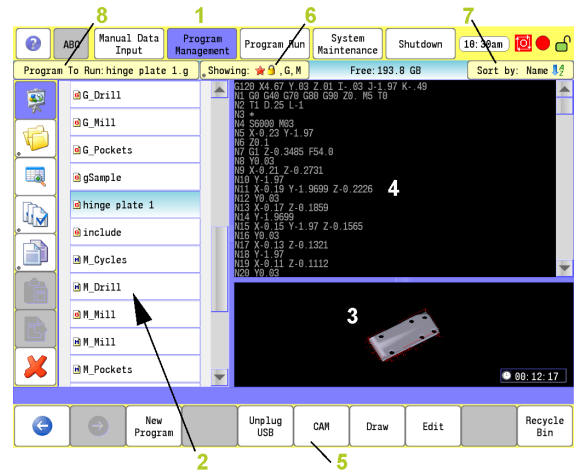 8 1 6 7
? ABC Manual Data Input Program Management Program Run System Maintenance Shutdown 10:30am
Program To Run:hinge plate 1.g Showing: ,G,M Free:193.8 GB Sort by: Name
G_Drill
G_Mill
G_Pockets
gSample
hinge plate 1
include
M_Cycles
M_Drill
M_Mill
M_Mill
M_Pockets
G120 X4.67 Y.03 Z.01 I-.03 J-1.97 K-.49
N1 G0 G40 G70 G80 G90 Z0. M5 T0
N2 T1 D.25 L-1
N3 *
N4 S6000 M03
N5 X-0.23 Y-1.97
N6 Z0.1
N7 G1 Z-0.3485 F54.0
N8 Y0.03
N9 X-0.21 Z-0.2731
N10 Y-1.97
N11 X-0.19 Y-1.9699 Z-0.2226
N12 Y0.03
N13 X-0.17 Z-0.1859
N14 Y-1.9699
N15 X-0.15 Y-1.97 Z-0.1565
N16 Y0.03
N17 X-0.13 Z-0.1321
N18 Y-1.97
N19 X-0.11 Z-0.1112
N20 Y0.03
4
3
00:12:17
New Program Unplug USB CAM Draw Edit Recycle Bin
2 5